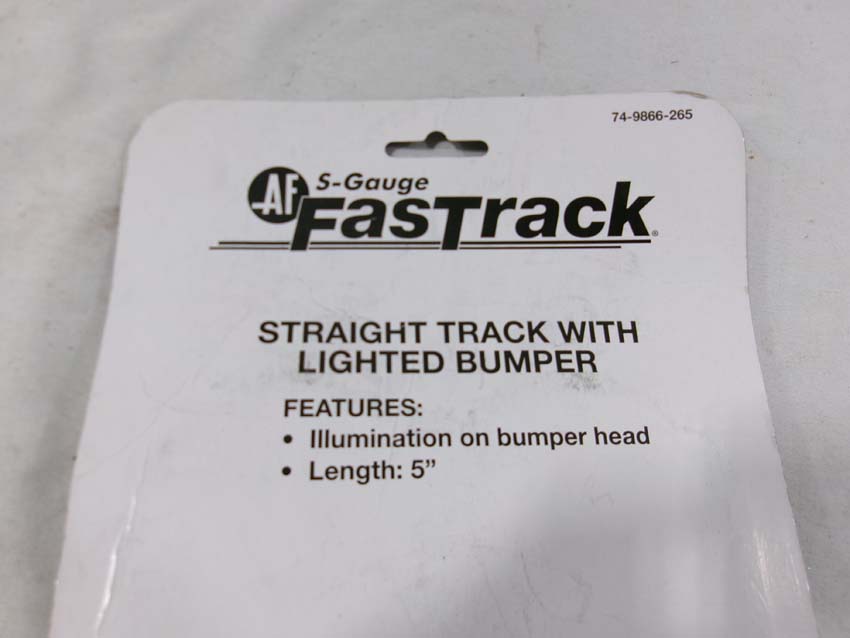 74-9866-265
AF S-Gauge
FasTrack®
STRAIGHT TRACK WITH
LIGHTED BUMPER
FEATURES:
• Illumination on bumper head
• Length: 5”